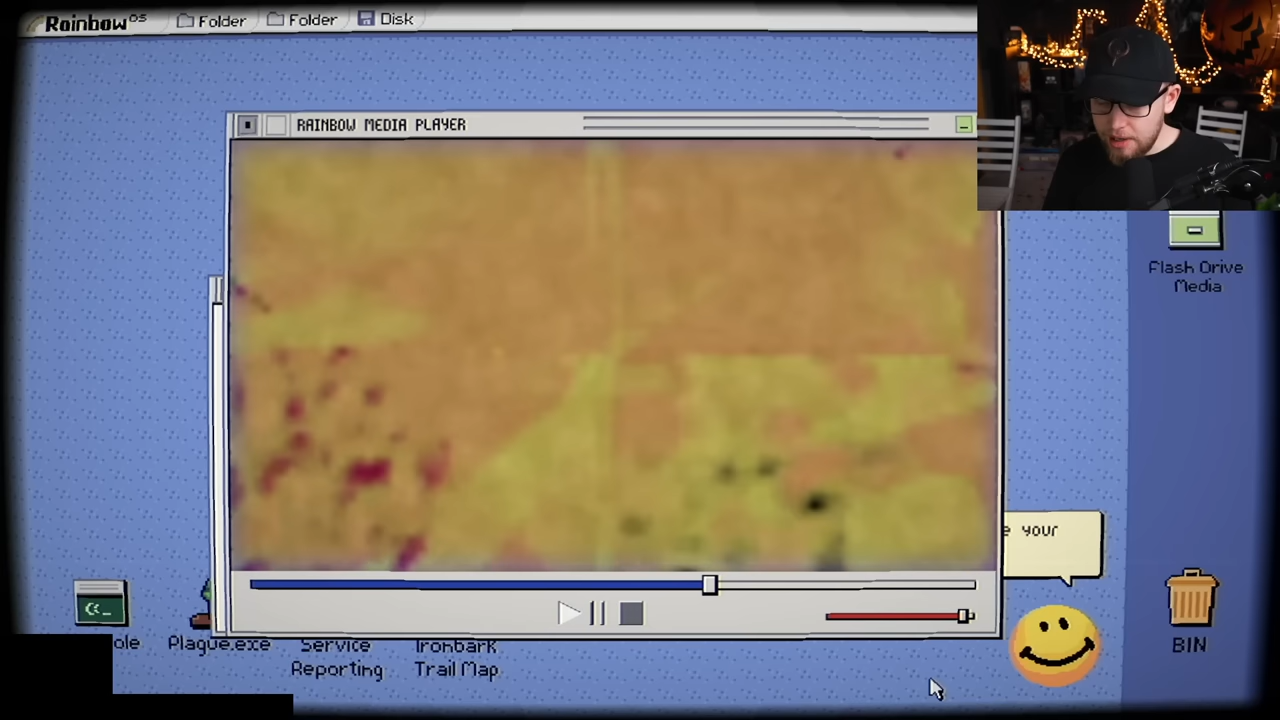 Rainbow OS
Folder
Folder
Disk
RAINBOW MEDIA PLAYER
Flash Drive
Media
your
Plague.exe
Service
Reporting
Ironbark
Trail Map
BIN